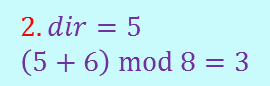 2. dir = 5
(5 + 6) mod 8 = 3